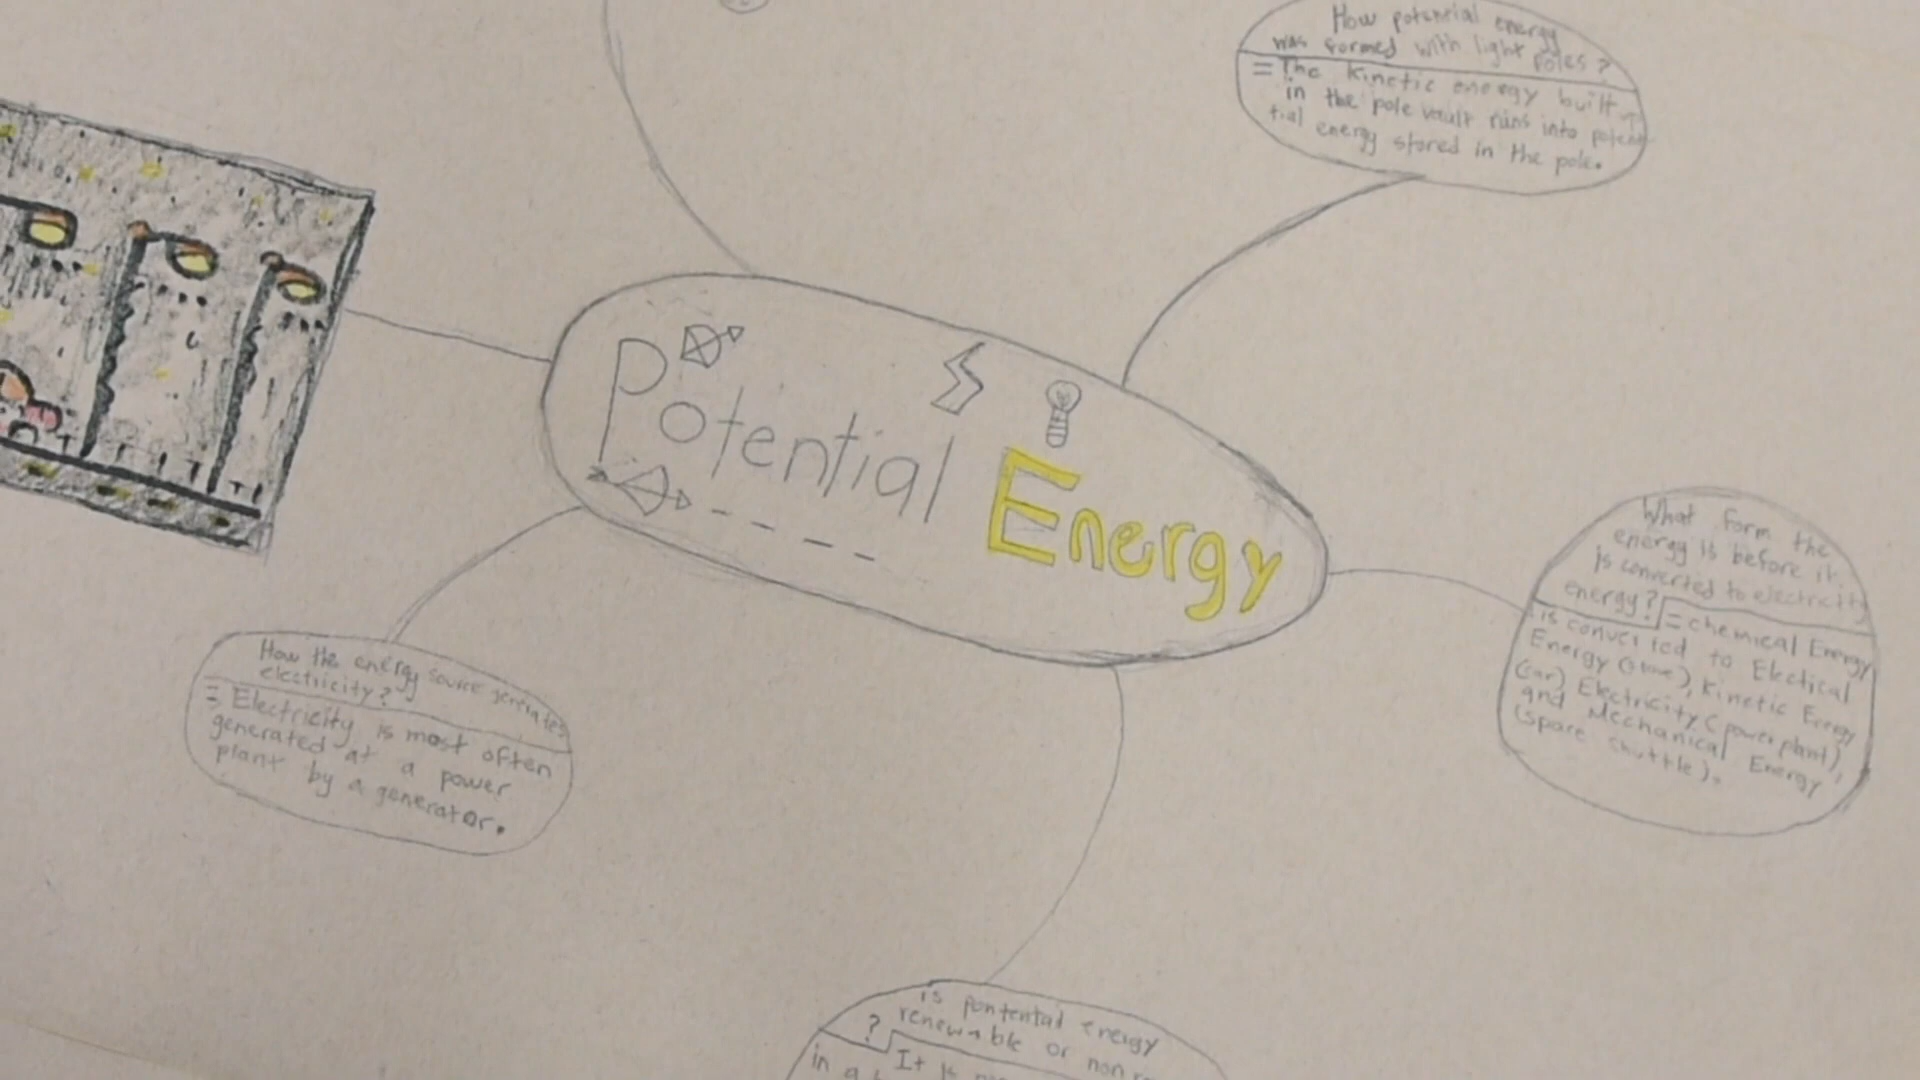 How potencial energy
was formed with light poles?
= The kinetic energy built
in the pole vault runs into poten
tial energy stored in the pole.
Potential Energy
What form the
energy is before it
is converted to electricity
energy?
= chemical Energy
is converted to Electical
Energy (stove), Kinetic Energy
(car) Electricity (power plant),
and Mechanical Energy
(space shuttle).
How the energy source generates
electricity?
= Electricity is most often
generated at a power
plant by a generator.
is pontential energy
renewable or non
?
It is
in a